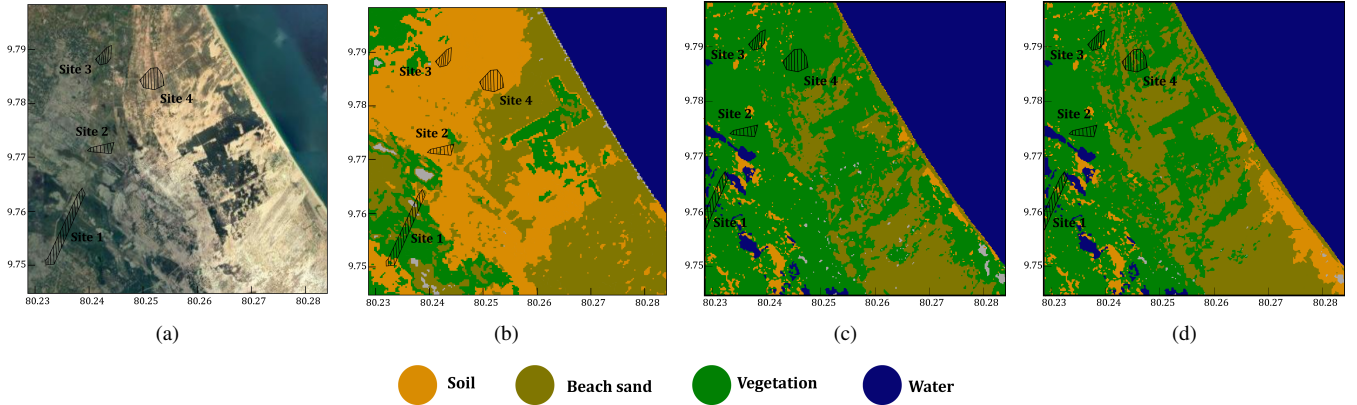 9.79
9.78
9.77
9.76
9.75
Site 3
Site 4
Site 2
Site 1
80.23 80.24 80.25 80.26 80.27 80.28
(a)
9.79
9.78
9.77
9.76
9.75
Site 3
Site 4
Site 2
Site 1
80.23 80.24 80.25 80.26 80.27 80.28
(b)
9.79
9.78
9.77
9.76
9.75
Site 3
Site 4
Site 2
Site 1
80.23 80.24 80.25 80.26 80.27 80.28
(c)
9.79
9.78
9.77
9.76
9.75
Site 3
Site 4
Site 2
Site 1
80.23 80.24 80.25 80.26 80.27 80.28
(d)
Soil Beach sand Vegetation Water